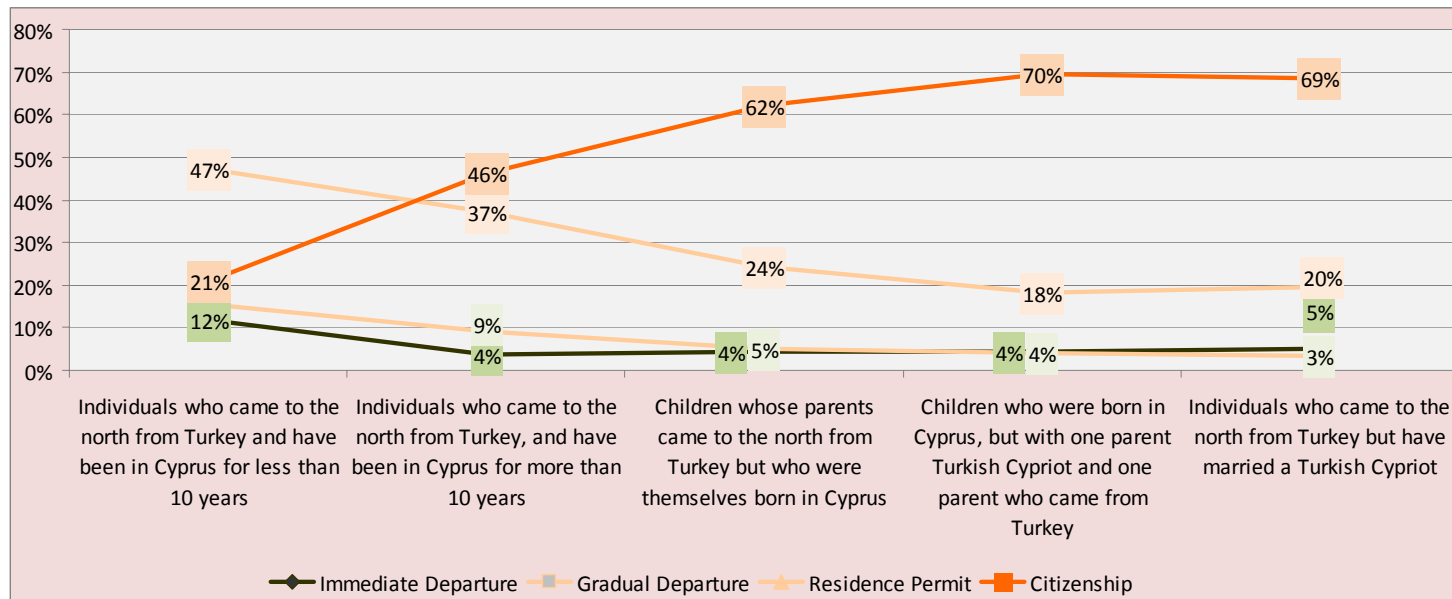 80%
70%
60%
50%
40%
30%
20%
10%
0%
47%
21%
12%
46%
37%
9%
4%
62%
24%
4%
5%
70%
18%
4%
4%
69%
20%
5%
3%
Individuals who came to the
north from Turkey and have
been in Cyprus for less than
10 years
Individuals who came to the
north from Turkey, and have
been in Cyprus for more than
10 years
Children whose parents
came to the north from
Turkey but who were
themselves born in Cyprus
Children who were born in
Cyprus, but with one parent
Turkish Cypriot and one
parent who came from
Turkey
Individuals who came to the
north from Turkey but have
married a Turkish Cypriot
Immediate Departure
Gradual Departure
Residence Permit
Citizenship